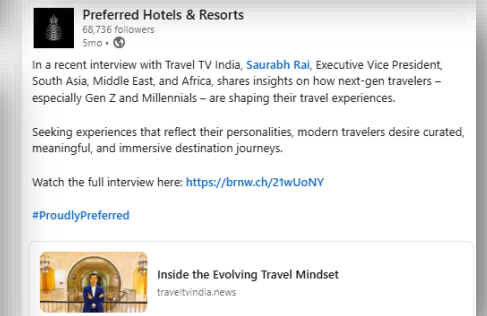 Preferred Hotels & Resorts
68,736 followers
5mo •
In a recent interview with Travel TV India, Saurabh Rai, Executive Vice President,
South Asia, Middle East, and Africa, shares insights on how next-gen travelers –
especially Gen Z and Millennials – are shaping their travel experiences.
Seeking experiences that reflect their personalities, modern travelers desire curated,
meaningful, and immersive destination journeys.
Watch the full interview here: https://brnw.ch/21wUoNY
#ProudlyPreferred
Inside the Evolving Travel Mindset
traveltvindia.news